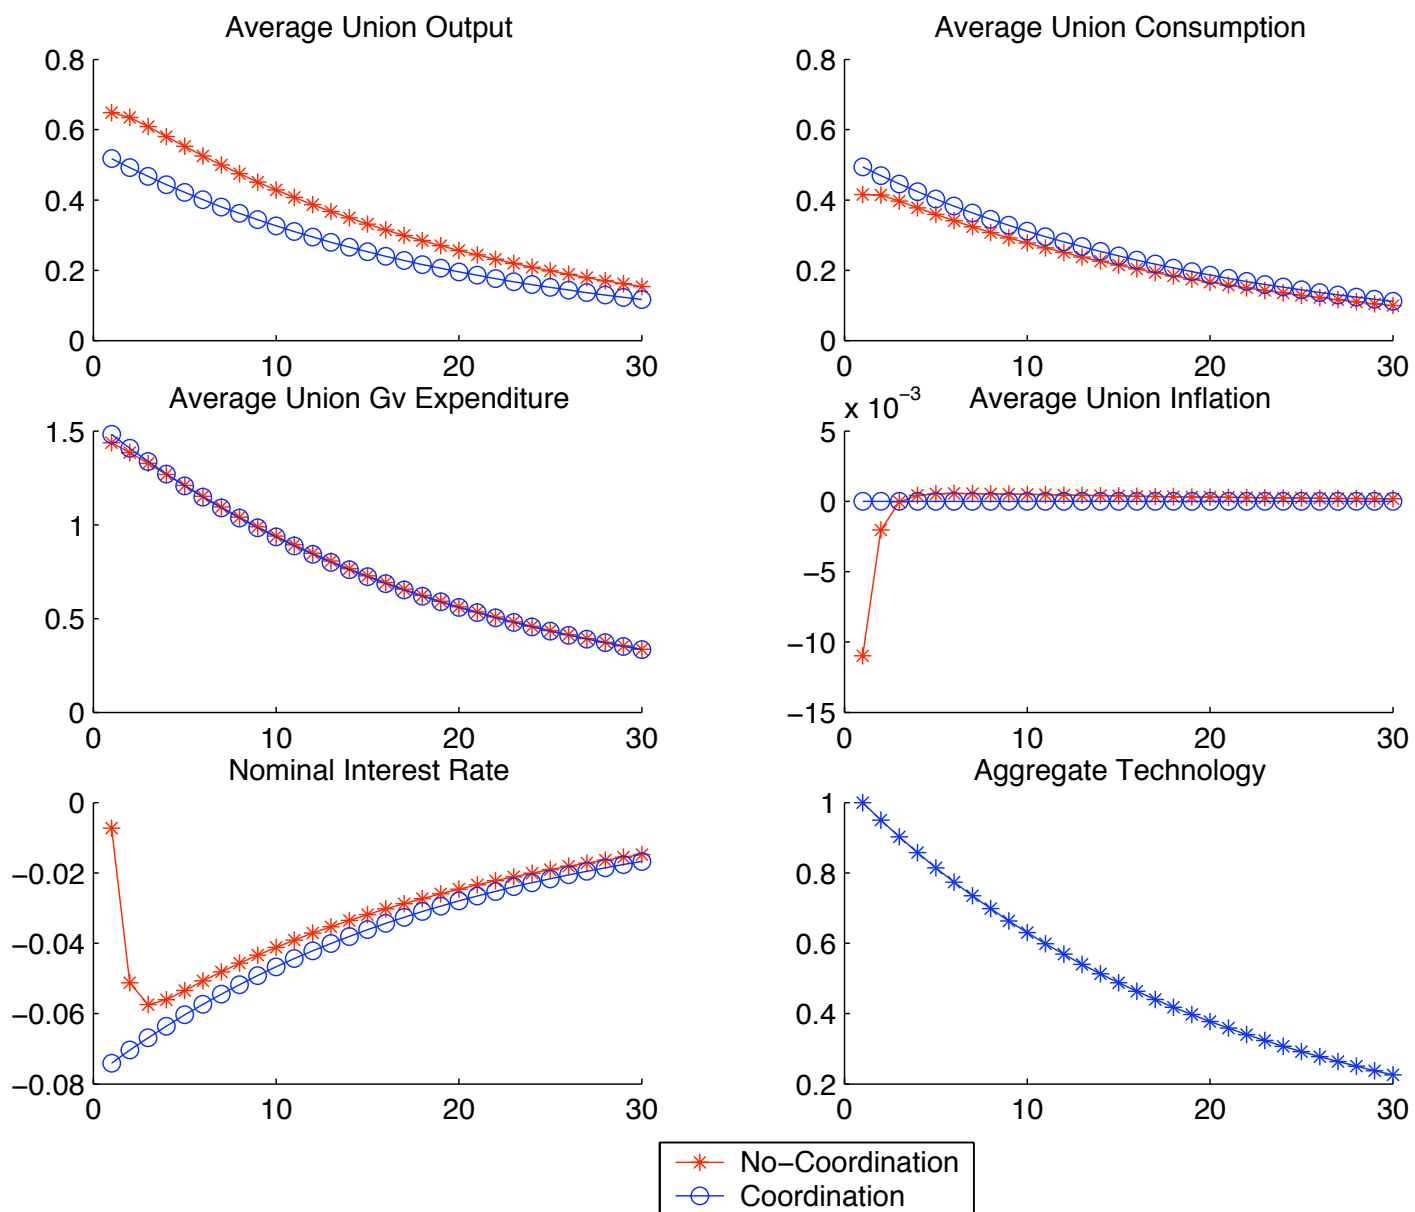 Average Union Output
0.8
0.6
0.4
0.2
0
0 10 20 30
Average Union Consumption
0.8
0.6
0.4
0.2
0
0 10 20 30
Average Union Gv Expenditure
1.5
1
0.5
0
0 10 20 30
x 10−3 Average Union Inflation
5
0
−5
−10
−15
0 10 20 30
Nominal Interest Rate
0
−0.02
−0.04
−0.06
−0.08
0 10 20 30
Aggregate Technology
1
0.8
0.6
0.4
0.2
0 10 20 30
No−Coordination
Coordination